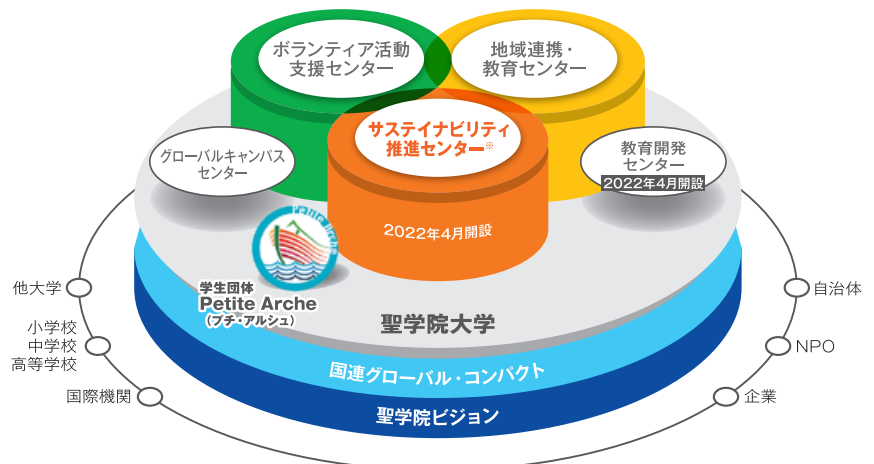 ボランティア活動
支援センター
地域連携・
教育センター
サステイナビリティ
推進センター※
グローバルキャンパス
センター
教育開発
センター
2022年4月開設
2022年4月開設
Petite Arche
学生団体
Petite Arche
(プチ・アルシュ)
聖学院大学
国連グローバル・コンパクト
聖学院ビジョン
他大学
小学校
中学校
高等学校
国際機関
自治体
NPO
企業